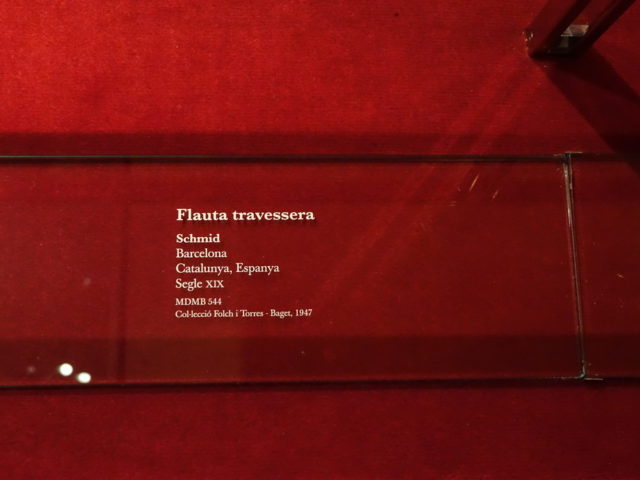 Flauta travessera
Schmid
Barcelona
Catalunya, Espanya
Segle XIX
MDMB 544
Col·lecció Folch i Torres - Baget, 1947